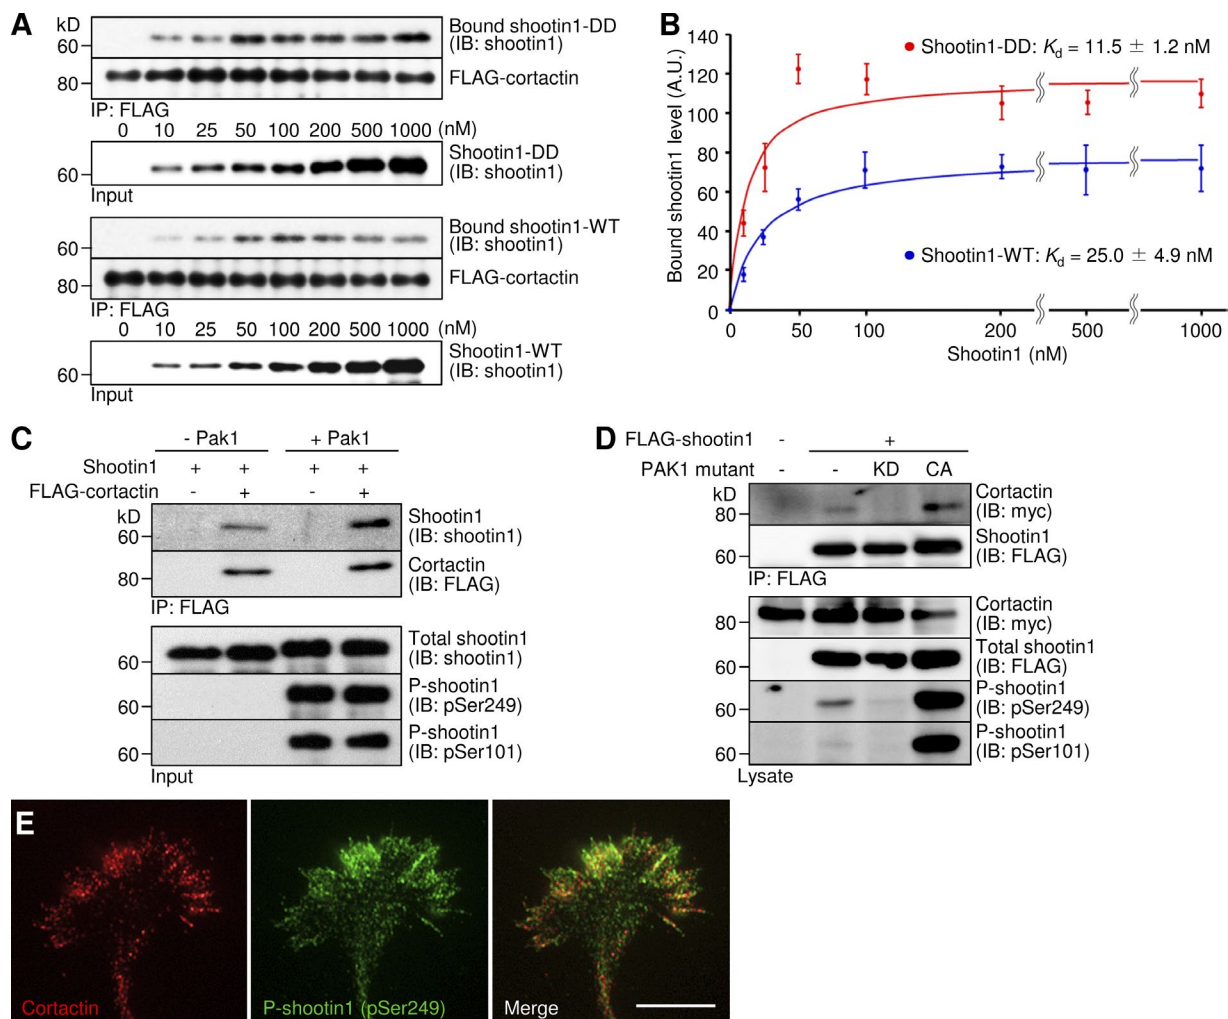 A
kD
60
Bound shootin1-DD
(IB: shootin1)
80
FLAG-cortactin
IP: FLAG
0 10 25 50 100 200 500 1000 (nM)
60
Shootin1-DD
(IB: shootin1)
Input
60
Bound shootin1-WT
(IB: shootin1)
80
FLAG-cortactin
IP: FLAG
0 10 25 50 100 200 500 1000 (nM)
60
Shootin1-WT
(IB: shootin1)
Input
B
Bound shootin1 level (A.U.)
140
120
100
80
60
40
20
0
Shootin1-DD: Kd = 11.5 ± 1.2 nM
Shootin1-WT: Kd = 25.0 ± 4.9 nM
0 50 100 200 500 1000
Shootin1 (nM)
C
- Pak1 + Pak1
Shootin1 + + + +
FLAG-cortactin - + - +
kD
60
Shootin1
(IB: shootin1)
80
Cortactin
(IB: FLAG)
IP: FLAG
60
Total shootin1
(IB: shootin1)
60
P-shootin1
(IB: pSer249)
60
P-shootin1
(IB: pSer101)
Input
D
FLAG-shootin1 - +
PAK1 mutant - - KD CA
kD
80
Cortactin
(IB: myc)
60
Shootin1
(IB: FLAG)
IP: FLAG
80
Cortactin
(IB: myc)
60
Total shootin1
(IB: FLAG)
60
P-shootin1
(IB: pSer249)
60
P-shootin1
(IB: pSer101)
Lysate
E
Cortactin
P-shootin1 (pSer249)
Merge